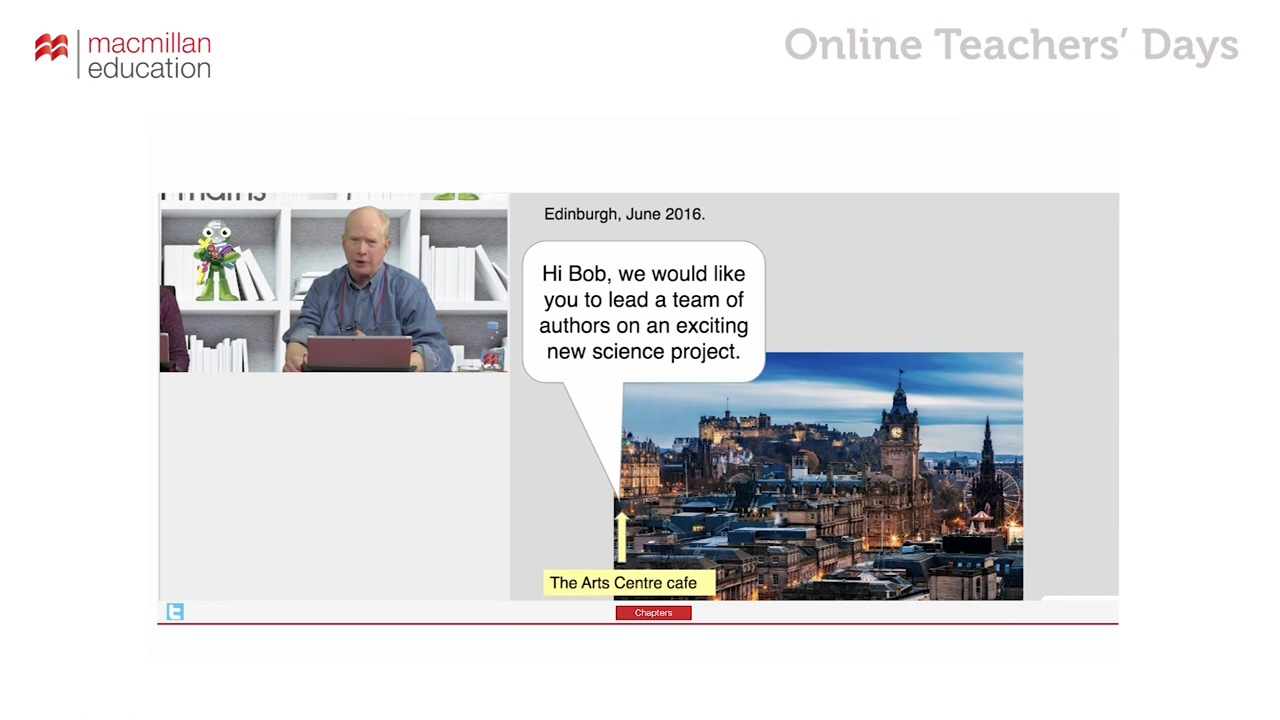 macmillan
education
Online Teachers’ Days
Edinburgh, June 2016.
Hi Bob, we would like
you to lead a team of
authors on an exciting
new science project.
The Arts Centre cafe
Chapters